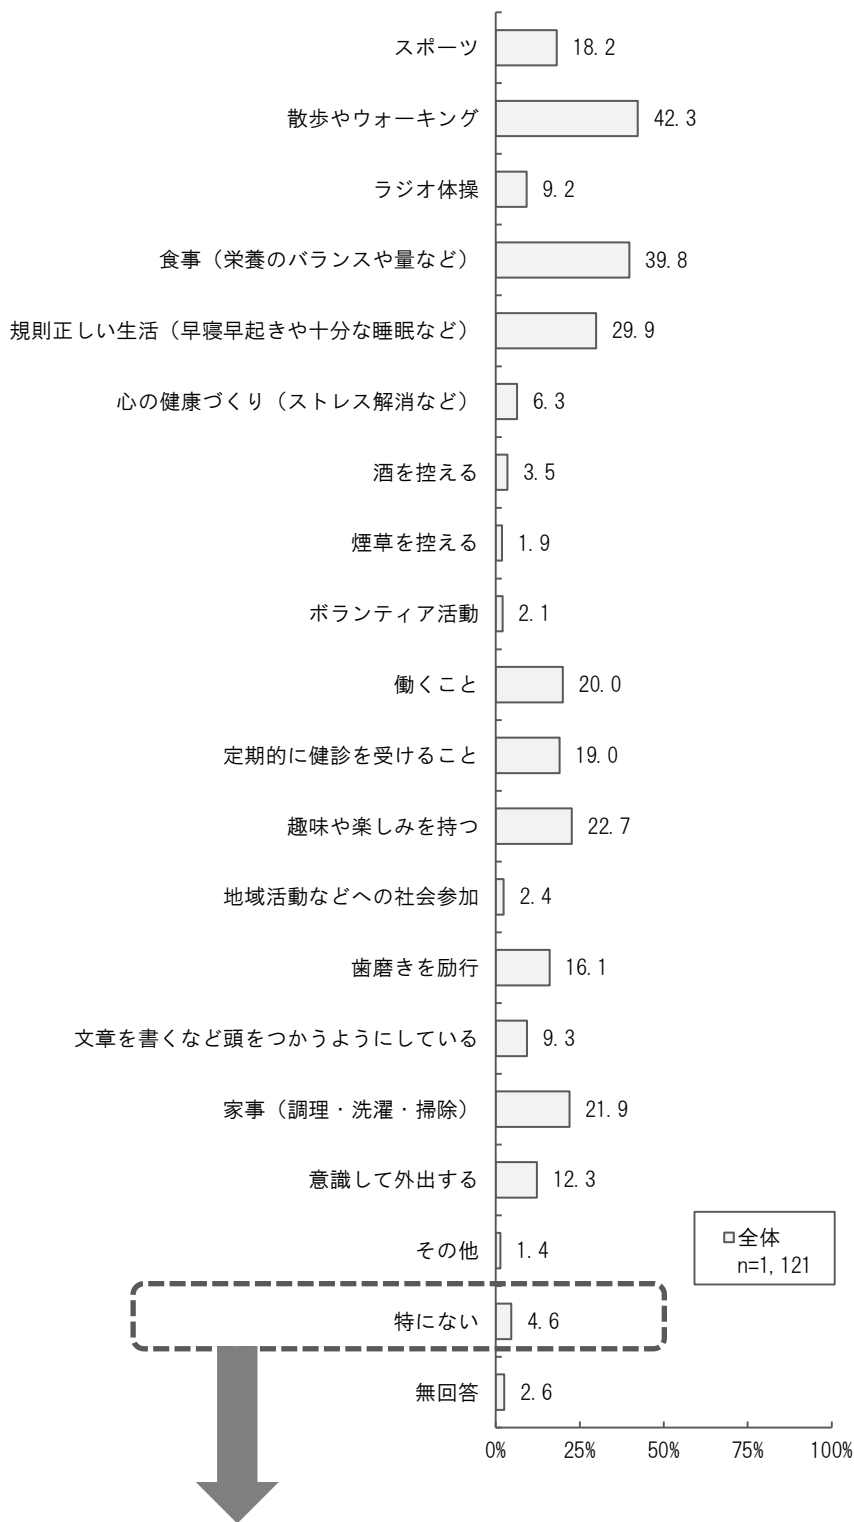 スポーツ 18.2
散歩やウォーキング 42.3
ラジオ体操 9.2
食事（栄養のバランスや量など） 39.8
規則正しい生活（早寝早起きや十分な睡眠など） 29.9
心の健康づくり（ストレス解消など） 6.3
酒を控える 3.5
煙草を控える 1.9
ボランティア活動 2.1
働くこと 20.0
定期的に健診を受けること 19.0
趣味や楽しみを持つ 22.7
地域活動などへの社会参加 2.4
歯磨きを励行 16.1
文章を書くなど頭をつかうようにしている 9.3
家事（調理・洗濯・掃除） 21.9
意識して外出する 12.3
その他 1.4
全体
n=1,121
特にない 4.6
無回答 2.6
0% 25% 50% 75% 100%